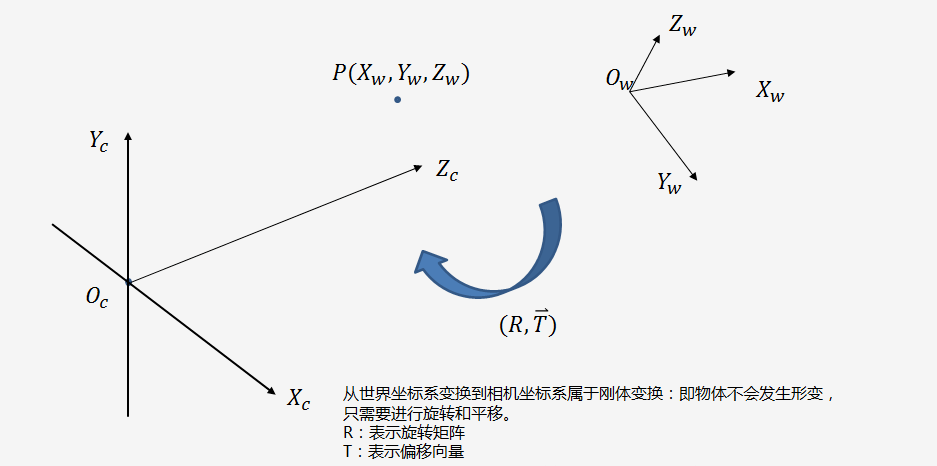 Z_w
P(X_w, Y_w, Z_w)
O_w
X_w
Y_c
Z_c
Y_w
O_c
(R, \vec{T})
X_c
从世界坐标系变换到相机坐标系属于刚体变换：即物体不会发生形变，
只需要进行旋转和平移。
R：表示旋转矩阵
T：表示偏移向量